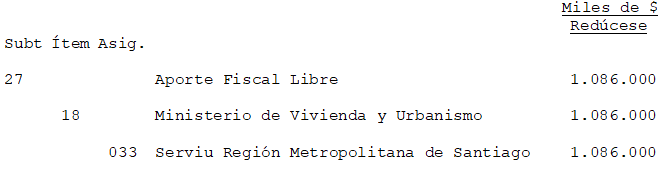 Miles de $
Redúcese
Subt Ítem Asig.
27 Aporte Fiscal Libre 1.086.000
18 Ministerio de Vivienda y Urbanismo 1.086.000
033 Serviu Región Metropolitana de Santiago 1.086.000